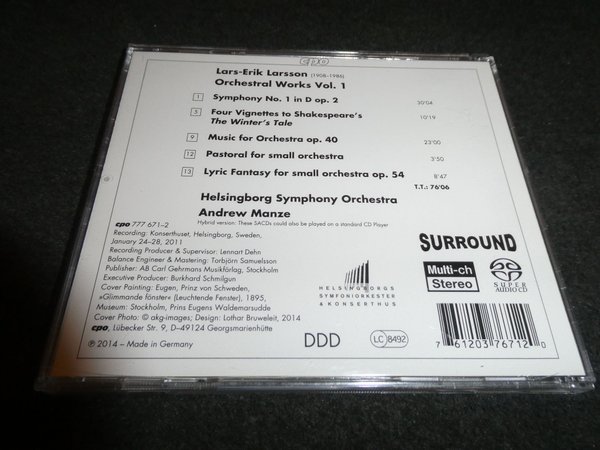 cpo
Lars-Erik Larsson (1908–1986)
Orchestral Works Vol. 1
1 Symphony No. 1 in D op. 2 30'04
5 Four Vignettes to Shakespeare's
The Winter's Tale 10'19
9 Music for Orchestra op. 40 23'00
12 Pastoral for small orchestra 3'50
13 Lyric Fantasy for small orchestra op. 54 8'47
T.T.: 76'06
Helsingborg Symphony Orchestra
Andrew Manze
Hybrid version: These SACDs could also be played on a standard CD Player
cpo 777 671–2
Recording: Konserthuset, Helsingborg, Sweden,
January 24–28, 2011
Recording Producer & Supervisor: Lennart Dehn
Balance Engineer & Mastering: Torbjörn Samuelsson
Publisher: AB Carl Gehrmans Musikförlag, Stockholm
Executive Producer: Burkhard Schmilgun
Cover Painting: Eugen, Prinz von Schweden,
»Glimmande fönster« (Leuchtende Fenster), 1895,
Museum: Stockholm, Prins Eugens Waldemarsudde
Cover Photo: © akg-images; Design: Lothar Bruweleit, 2014
cpo, Lübecker Str. 9, D–49124 Georgsmarienhütte
℗ 2014 – Made in Germany
HELSINGBORGS
SYMFONIORKESTER
& KONSERTHUS
DDD
LC 8492
SURROUND
Multi-ch
Stereo
SUPER
AUDIO CD
7 61203 76712 0